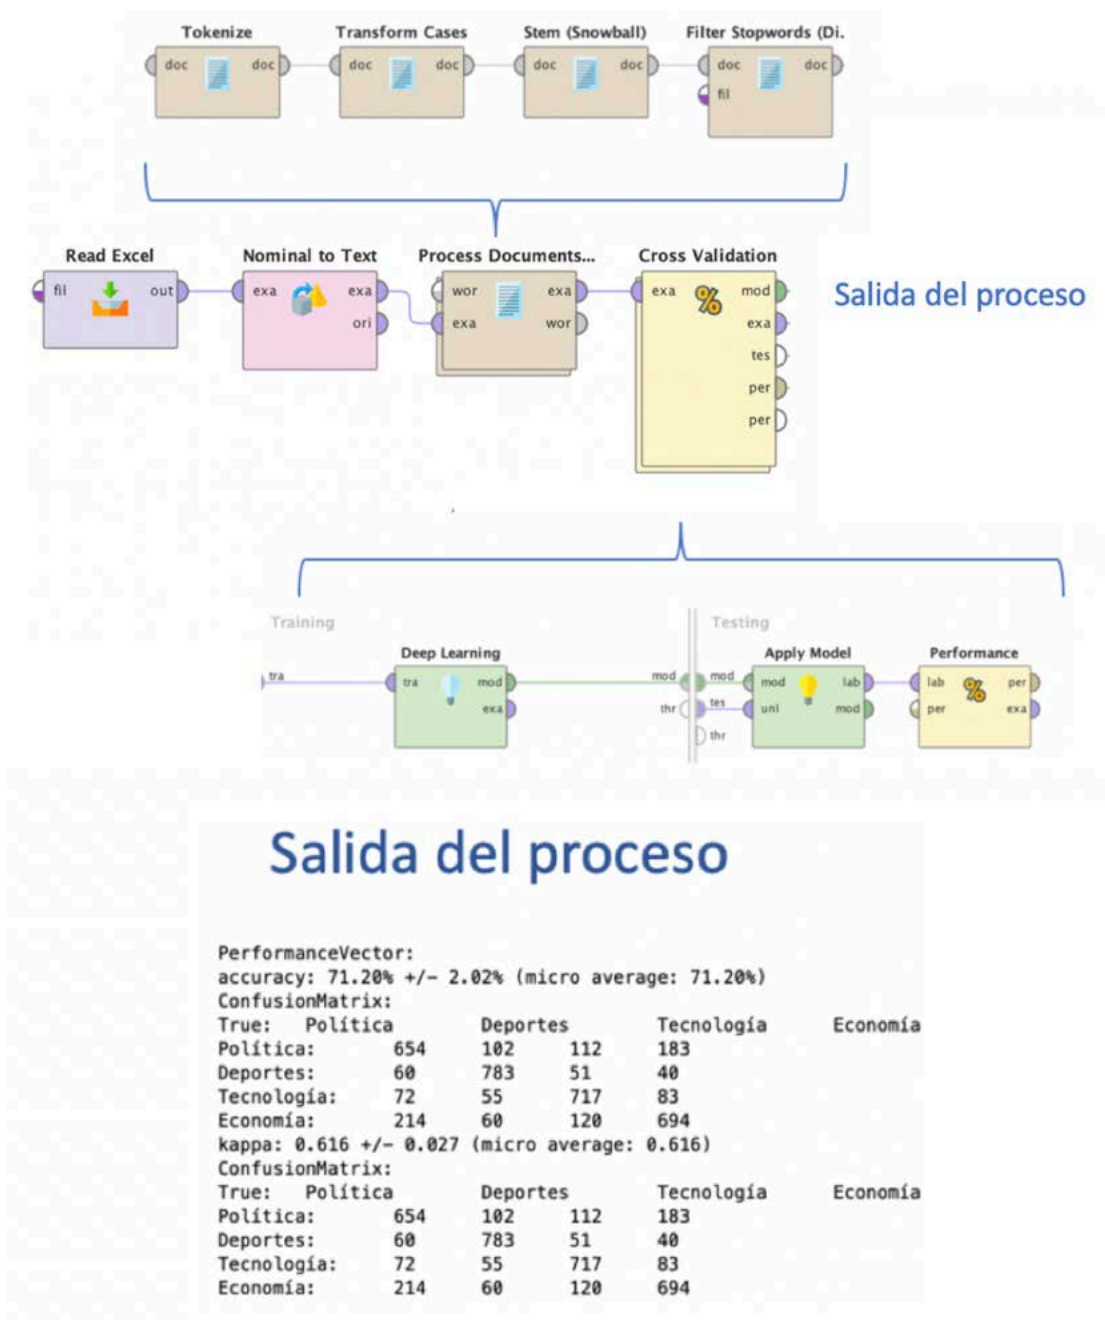 Tokenize Transform Cases Stem (Snowball) Filter Stopwords (Di.
doc doc doc doc doc doc doc doc
fil
Read Excel Nominal to Text Process Documents... Cross Validation
fil out exa exa wor exa exa mod
ori exa wor exa
tes
per
per
Salida del proceso
Training Testing
Deep Learning Apply Model Performance
tra tra mod mod mod mod lab lab per
exa thr tes unl mod per exa
thr
Salida del proceso
PerformanceVector:
accuracy: 71.20% +/- 2.02% (micro average: 71.20%)
ConfusionMatrix:
True: Política Deportes Tecnología Economía
Política: 654 102 112 183
Deportes: 60 783 51 40
Tecnología: 72 55 717 83
Economía: 214 60 120 694
kappa: 0.616 +/- 0.027 (micro average: 0.616)
ConfusionMatrix:
True: Política Deportes Tecnología Economía
Política: 654 102 112 183
Deportes: 60 783 51 40
Tecnología: 72 55 717 83
Economía: 214 60 120 694